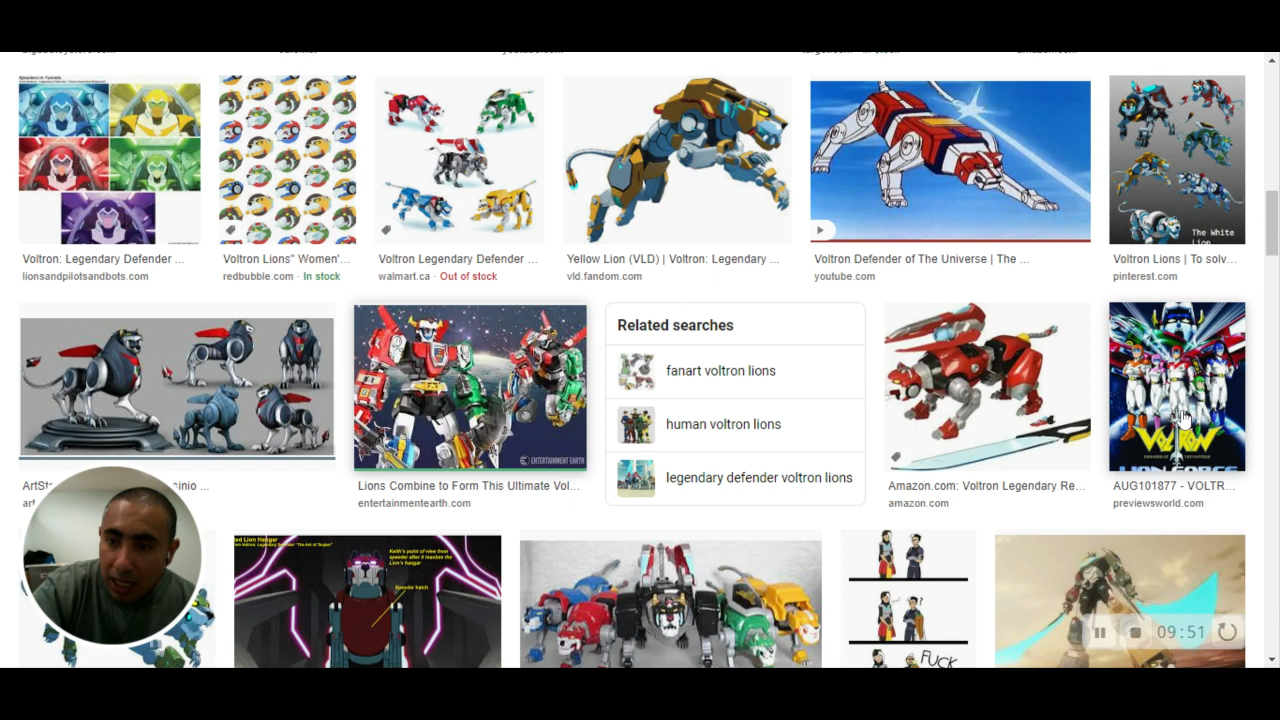 Voltron: Legendary Defender ...
lionsandpilotsandbots.com
Voltron Lions" Women'...
redbubble.com · In stock
Voltron Legendary Defender ...
walmart.ca · Out of stock
Yellow Lion (VLD) | Voltron: Legendary ...
vld.fandom.com
Voltron Defender of The Universe | The ...
youtube.com
The White
Lion
Voltron Lions | To solv...
pinterest.com
ENTERTAINMENT EARTH
Lions Combine to Form This Ultimate Vol...
entertainmentearth.com
Related searches
fanart voltron lions
human voltron lions
legendary defender voltron lions
Amazon.com: Voltron Legendary Re...
amazon.com
VOLTRON
LION FORCE
AUG101877 - VOLTR...
previewsworld.com
Keith's point of view from
speeder after it reaches the
Lion's hangar
Speeder hatch
FUCK
09:51